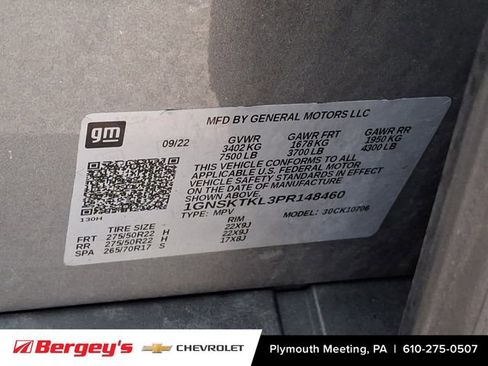 gm
MFD BY GENERAL MOTORS LLC
09/22 GVWR GAWR FRT GAWR RR
3402 KG 1678 KG 1950 KG
7500 LB 3700 LB 4300 LB
THIS VEHICLE CONFORMS TO ALL
APPLICABLE U.S. FEDERAL MOTOR
VEHICLE SAFETY STANDARDS IN
EFFECT ON THE DATE OF MANUFACTURE
SHOWN ABOVE.
1GNSKTKL3PR148460
TYPE: MPV MODEL: 30CK10706
130H
TIRE SIZE RIM
FRT 275/50R22 H 22X9J
RR 275/50R22 H 22X9J
SPA 265/70R17 S 17X8J
Bergey's CHEVROLET Plymouth Meeting, PA | 610-275-0507